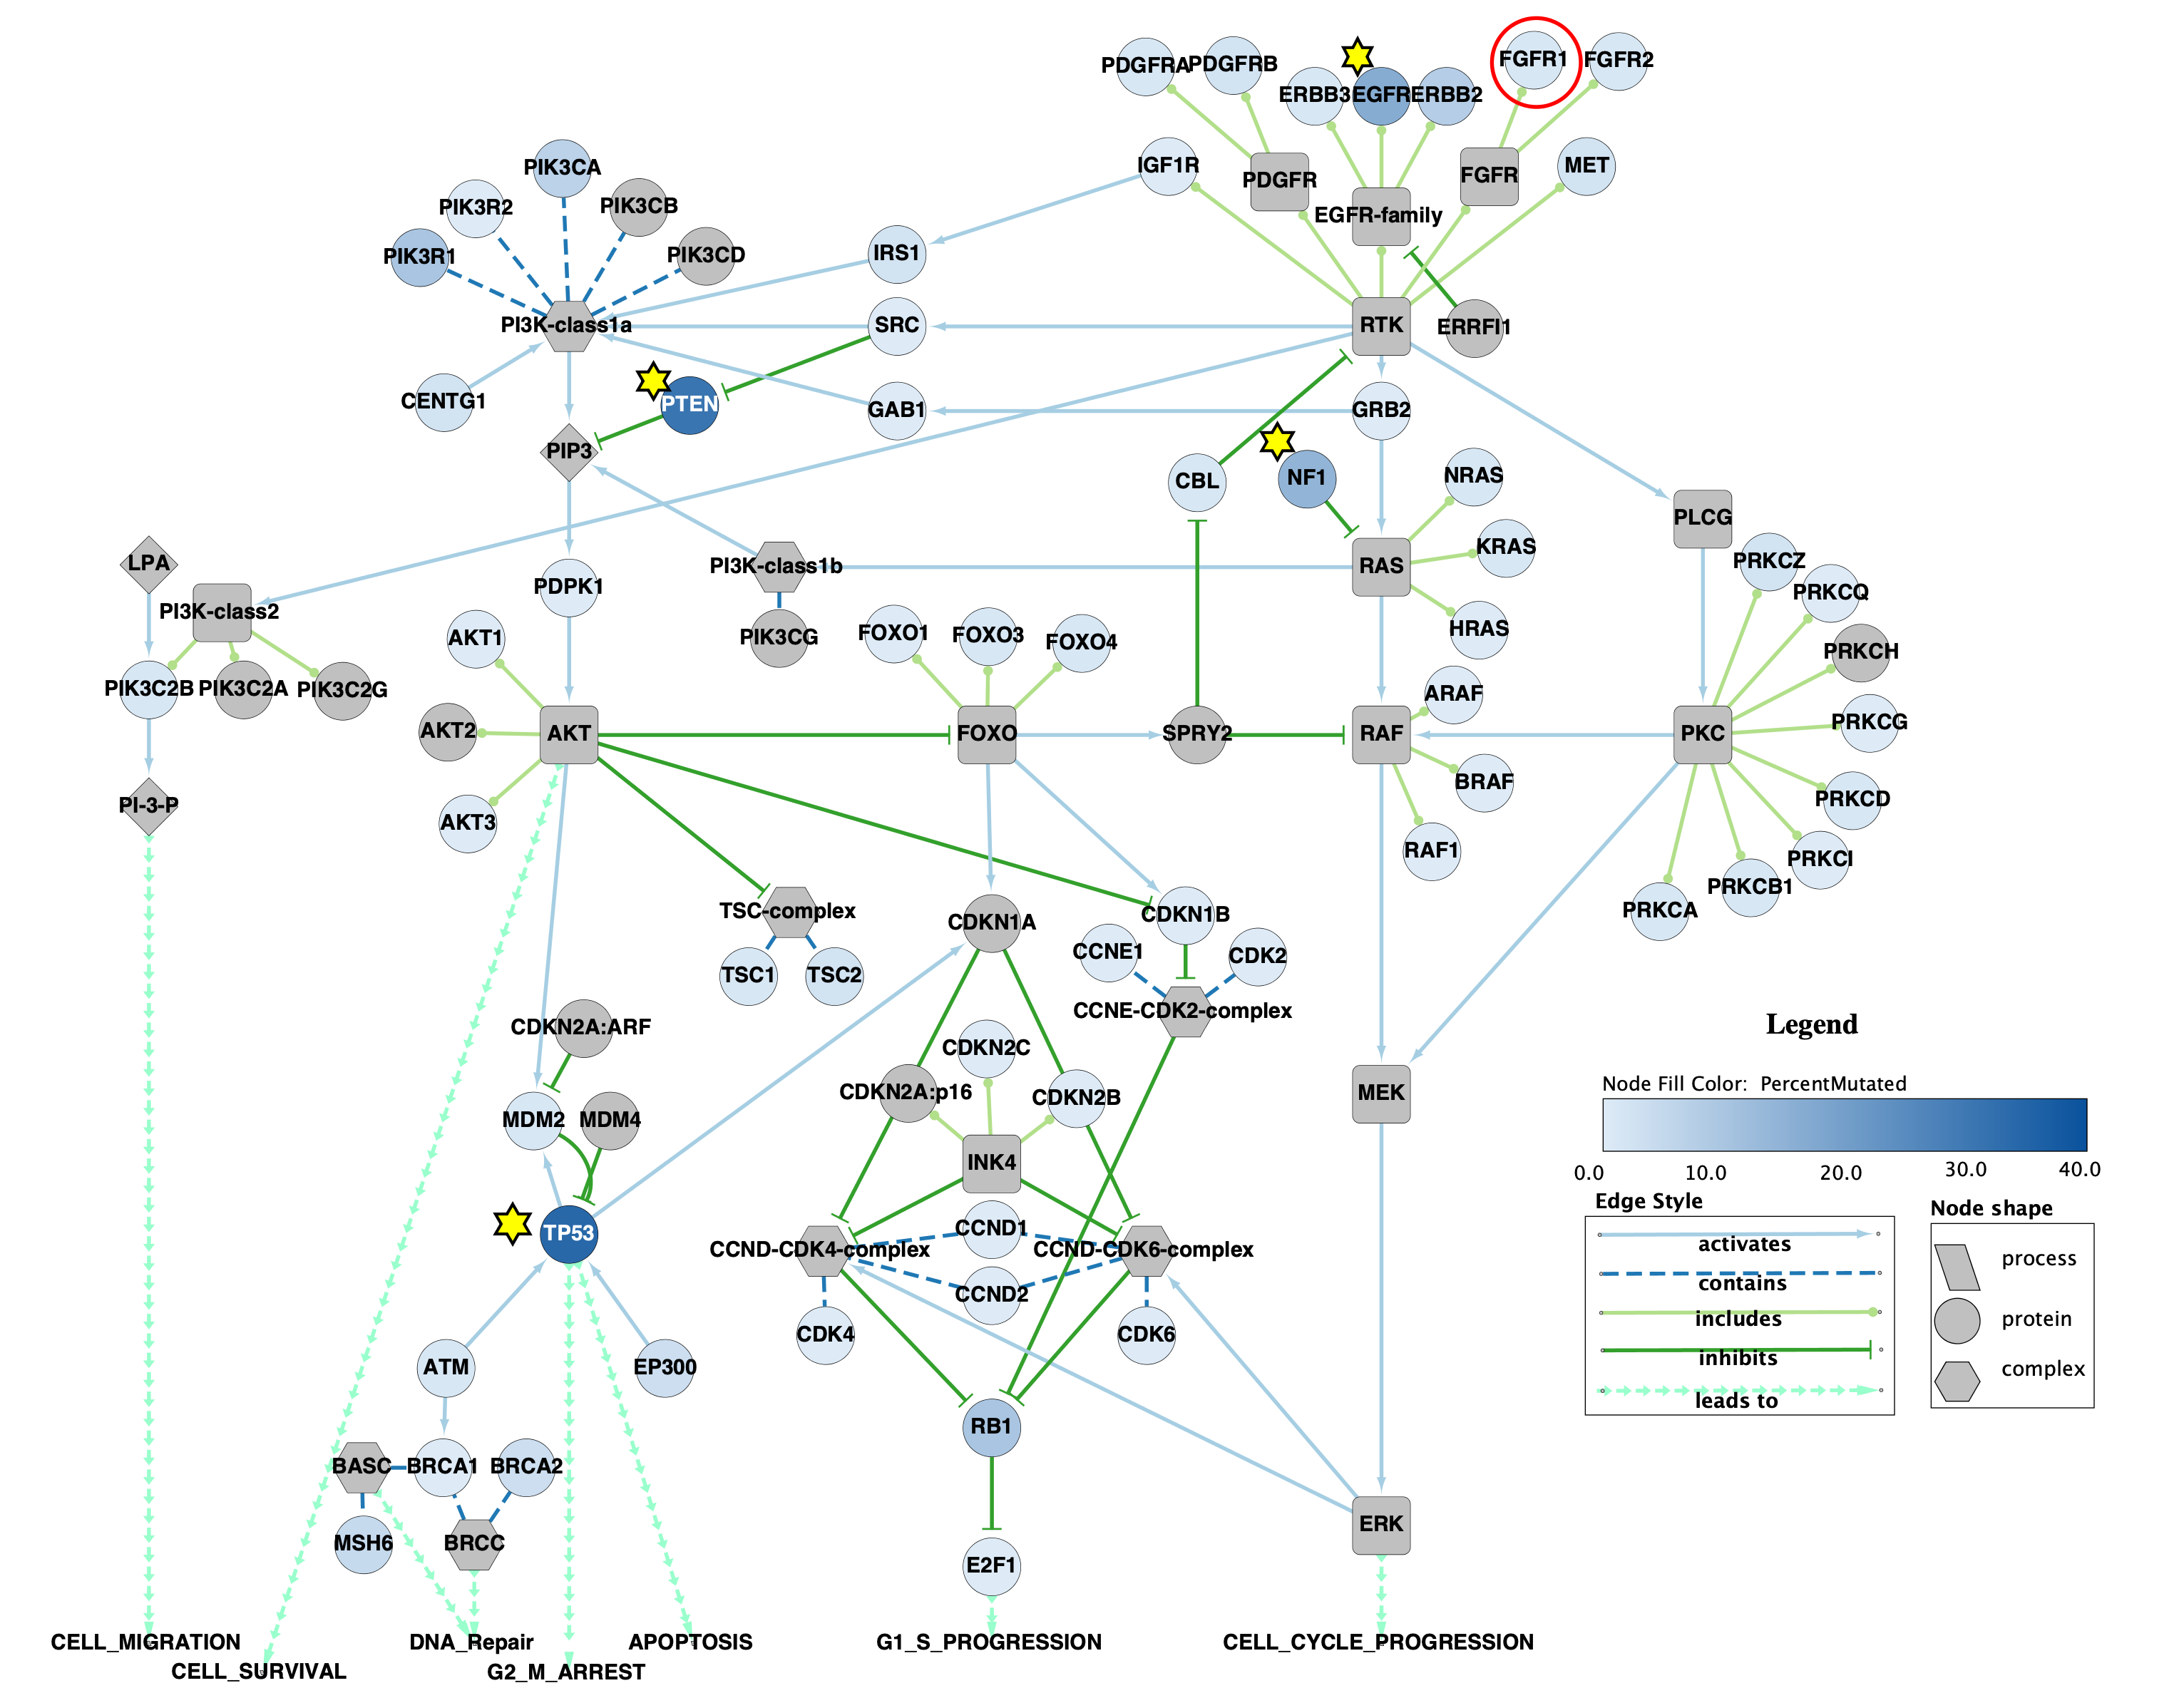 FGFR1
FGFR2
PDGFRA
PDGFRB
ERBB3
EGFR
ERBB2
IGF1R
PDGFR
FGFR
MET
EGFR-family
PIK3CA
PIK3R2
PIK3CB
PIK3R1
PIK3CD
IRS1
PI3K-class1a
SRC
RTK
ERRFI1
CENTG1
PTEN
GAB1
GRB2
PIP3
CBL
NF1
NRAS
PLCG
KRAS
LPA
PI3K-class1b
RAS
PRKCZ
PI3K-class2
PDPK1
PRKCQ
AKT1
PIK3CG
FOXO1
FOXO3
FOXO4
HRAS
PRKCH
PIK3C2B
PIK3C2A
PIK3C2G
ARAF
AKT2
AKT
FOXO
SPRY2
RAF
PKC
PRKCG
PI-3-P
AKT3
BRAF
PRKCD
RAF1
PRKCI
PRKCB1
PRKCA
TSC-complex
CDKN1A
CDKN1B
TSC1
TSC2
CCNE1
CDK2
CCNE-CDK2-complex
CDKN2A:ARF
CDKN2C
CDKN2A:p16
CDKN2B
MEK
MDM2
MDM4
INK4
TP53
CCND1
CCND-CDK4-complex
CCND-CDK6-complex
CCND2
CDK4
CDK6
ATM
EP300
RB1
BASC
BRCA1
BRCA2
MSH6
BRCC
E2F1
ERK
CELL_MIGRATION
CELL_SURVIVAL
DNA_Repair
G2_M_ARREST
APOPTOSIS
G1_S_PROGRESSION
CELL_CYCLE_PROGRESSION
Legend
Node Fill Color: PercentMutated
0.0 10.0 20.0 30.0 40.0
Edge Style
activates
contains
includes
inhibits
leads to
Node shape
process
protein
complex